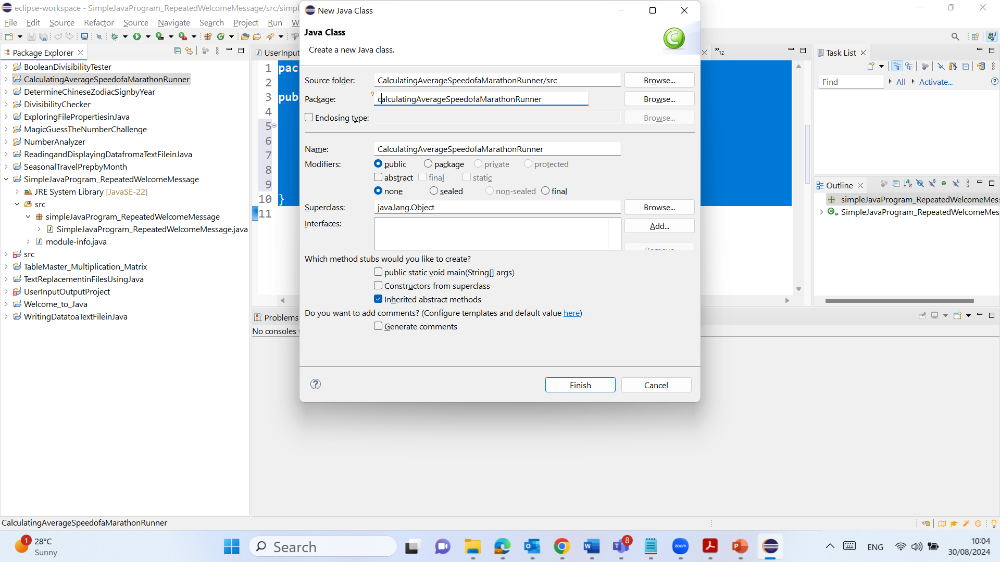 eclipse-workspace - SimpleJavaProgram_RepeatedWelcomeMessage/src/simpl
File Edit Source Refactor Source Navigate Search Project Run W
Package Explorer
BooleanDivisibilityTester
CalculatingAverageSpeedofaMarathonRunner
DetermineChineseZodiacSignbyYear
DivisibilityChecker
ExploringFilePropertiesinJava
MagicGuessTheNumberChallenge
NumberAnalyzer
ReadingandDisplayingDatafromaTextFileinJava
SeasonalTravelPrepbyMonth
SimpleJavaProgram_RepeatedWelcomeMessage
JRE System Library [JavaSE-22]
src
simpleJavaProgram_RepeatedWelcomeMessage
SimpleJavaProgram_RepeatedWelcomeMessage.java
module-info.java
src
TableMaster_Multiplication_Matrix
TextReplacementinFilesUsingJava
UserInputOutputProject
Welcome_to_Java
WritingDatatoaTextFileinJava
UserInput
»12
1 pac
2
3 pub
4
5
6
7
8
9
10 }
11
New Java Class
Java Class
Create a new Java class.
Source folder: CalculatingAverageSpeedofaMarathonRunner/src Browse...
Package: calculatingAverageSpeedofaMarathonRunner Browse...
Enclosing type: Browse...
Name: CalculatingAverageSpeedofaMarathonRunner
Modifiers: public package private protected
abstract final static
none sealed non-sealed final
Superclass: java.lang.Object Browse...
Interfaces: Add...
Remove
Which method stubs would you like to create?
public static void main(String[] args)
Constructors from superclass
Inherited abstract methods
Do you want to add comments? (Configure templates and default value here)
Generate comments
Finish Cancel
Task List
Find All Activate...
Outline
simpleJavaProgram_RepeatedWelcomeMes
SimpleJavaProgram_RepeatedWelcomeMes
Problems
No consoles
CalculatingAverageSpeedofaMarathonRunner
1
28°C
Sunny
Search
8
zoom
ENG
10:04
30/08/2024